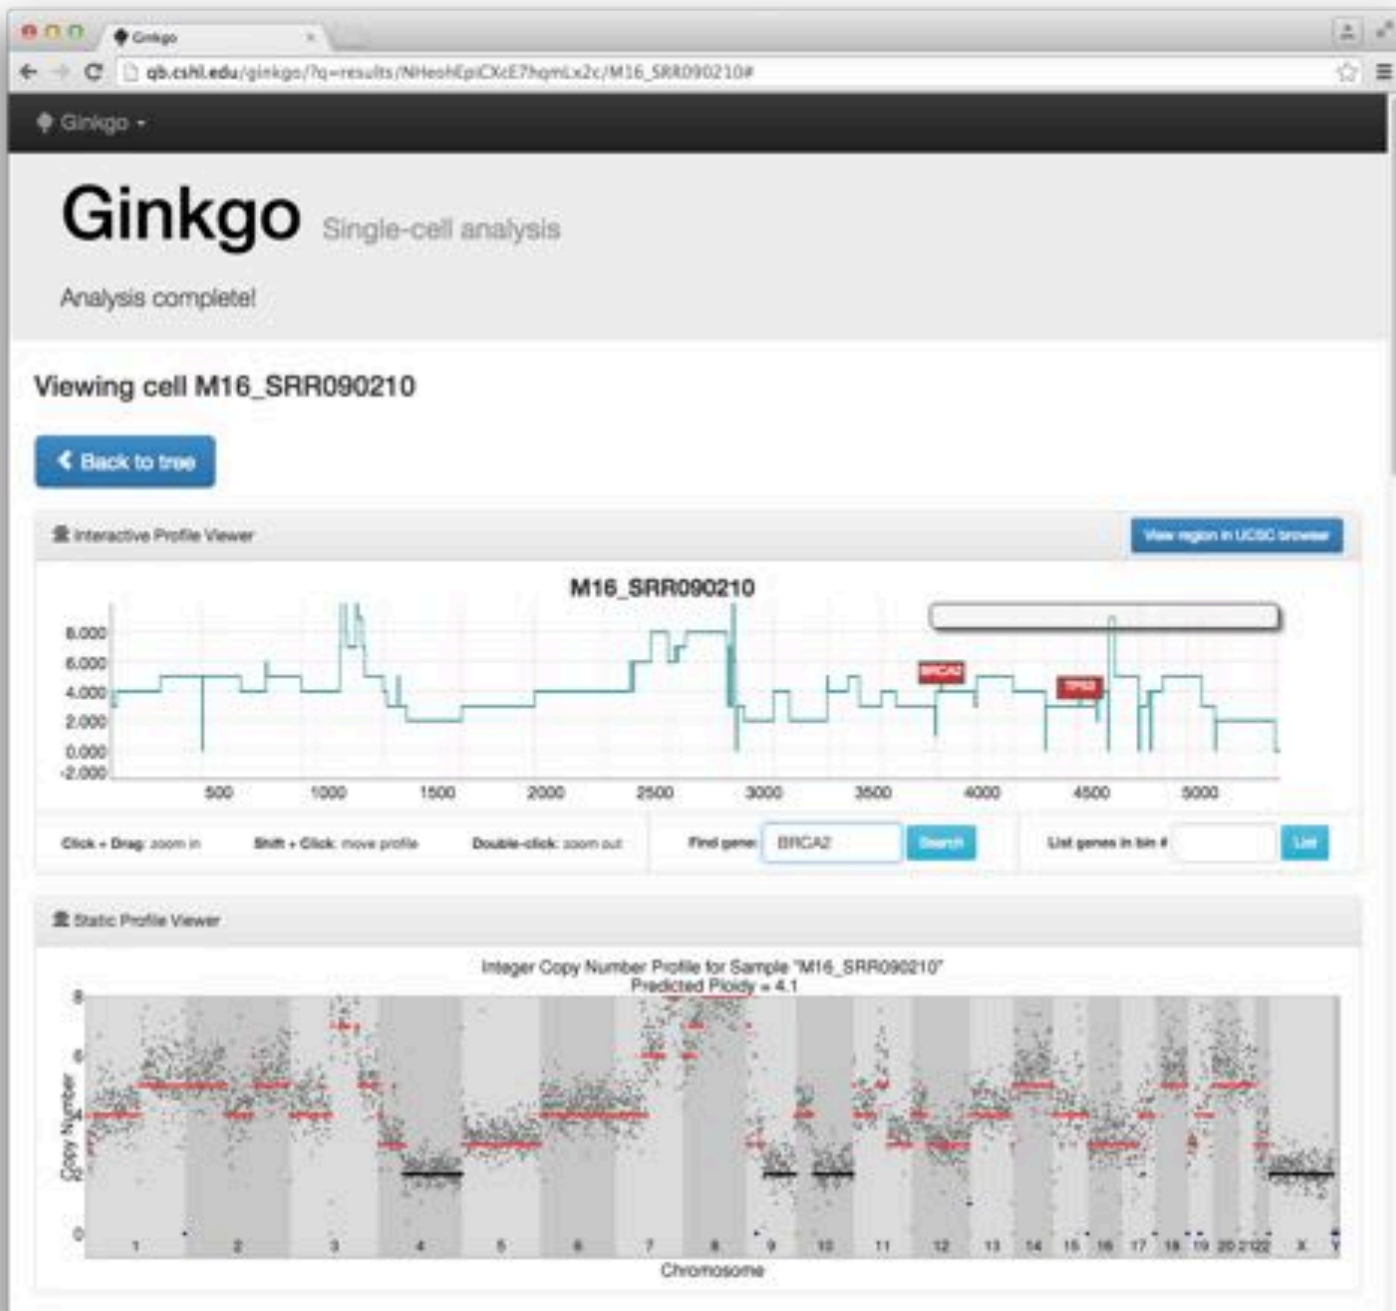 Ginkgo
qb.cshl.edu/ginkgo/?q=results/NHeohEpiCXcE7hqmLx2c/M16_SRR090210#
Ginkgo
Ginkgo Single-cell analysis
Analysis complete!
Viewing cell M16_SRR090210
Back to tree
Interactive Profile Viewer
View region in UCSC browser
M16_SRR090210
8.000
6.000
4.000
2.000
0.000
-2.000
BRCA2
TP53
500 1000 1500 2000 2500 3000 3500 4000 4500 5000
Click + Drag: zoom in Shift + Click: move profile Double-click: zoom out Find gene: BRCA2 Search List genes in bin # List
Static Profile Viewer
Integer Copy Number Profile for Sample "M16_SRR090210"
Predicted Ploidy = 4.1
Copy Number
8
6
4
2
0
1 2 3 4 5 6 7 8 9 10 11 12 13 14 15 16 17 18 19 20 21 22 X Y
Chromosome